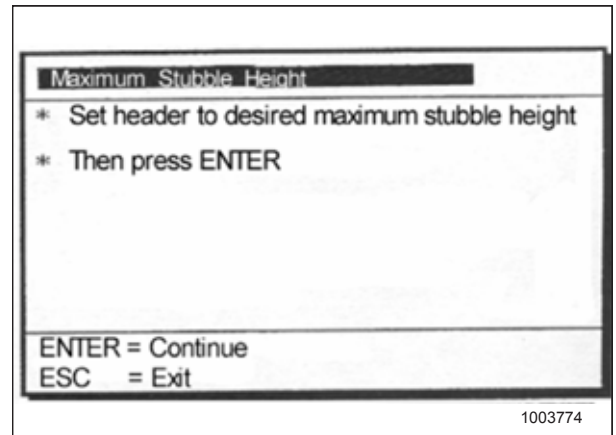 Maximum Stubble Height
* Set header to desired maximum stubble height
* Then press ENTER
ENTER = Continue
ESC = Exit
1003774